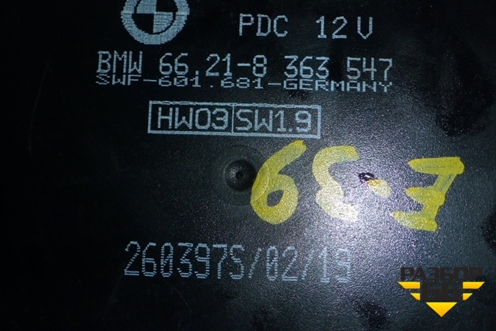 PDC 12V
BMW 66.21-8 363 547
SWF-601.681-GERMANY
HW03 SW1.9
E-39
260397S/02/19
РАЗБОР